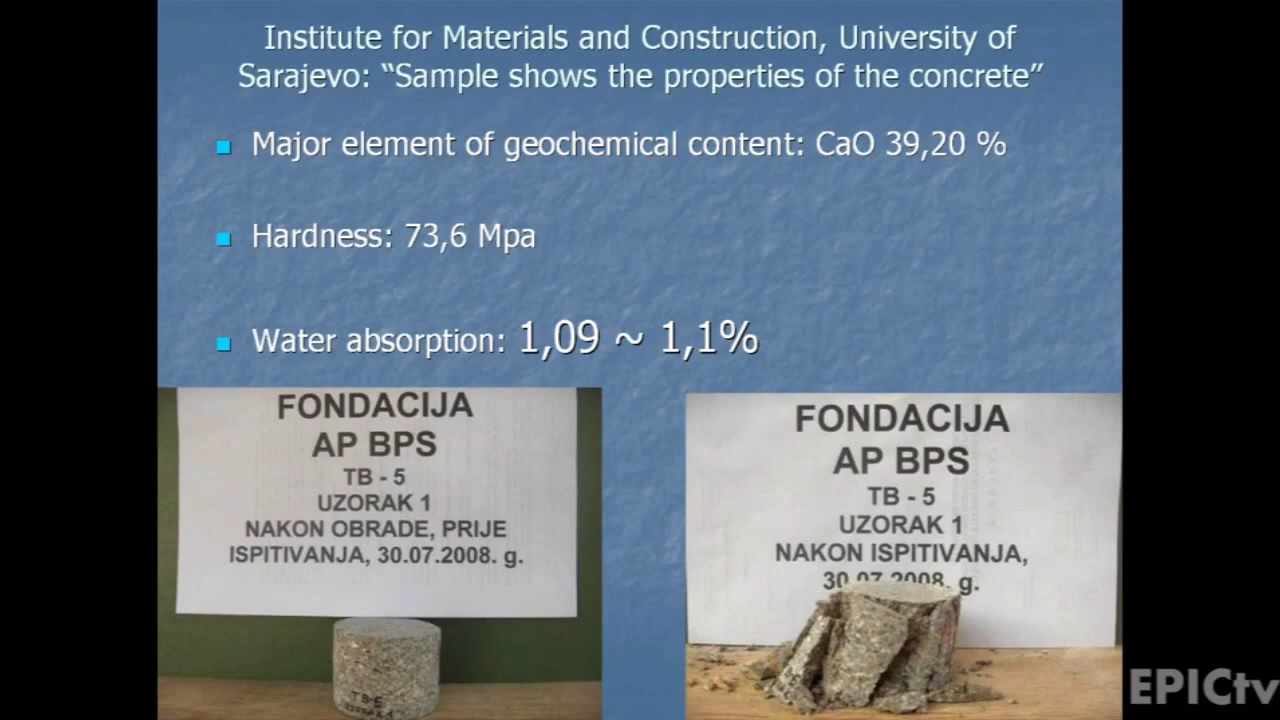 Institute for Materials and Construction, University of
Sarajevo: “Sample shows the properties of the concrete”
Major element of geochemical content: CaO 39,20 %
Hardness: 73,6 Mpa
Water absorption: 1,09 ~ 1,1%
FONDACIJA
AP BPS
TB - 5
UZORAK 1
NAKON OBRADE, PRIJE
ISPITIVANJA, 30.07.2008. g.
TB-5
FONDACIJA
AP BPS
TB - 5
UZORAK 1
NAKON ISPITIVANJA,
30.07.2008. g.
EPICtv